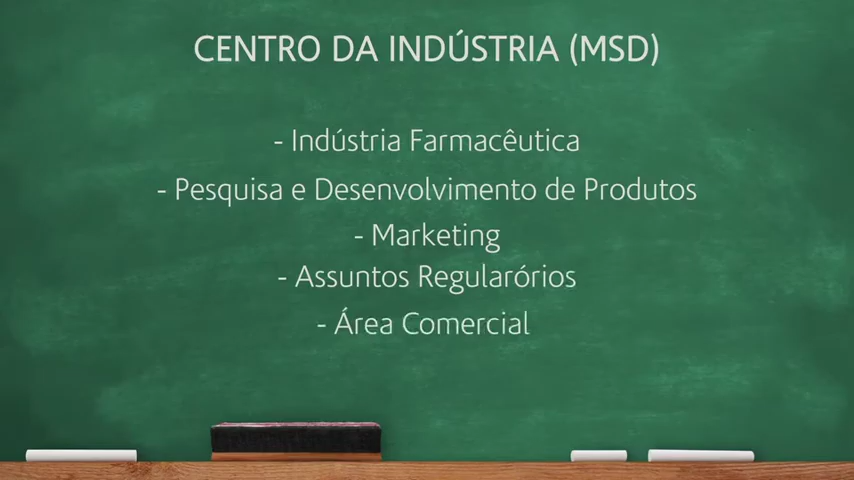 CENTRO DA INDÚSTRIA (MSD)
- Indústria Farmacêutica
- Pesquisa e Desenvolvimento de Produtos
- Marketing
- Assuntos Regularórios
- Área Comercial